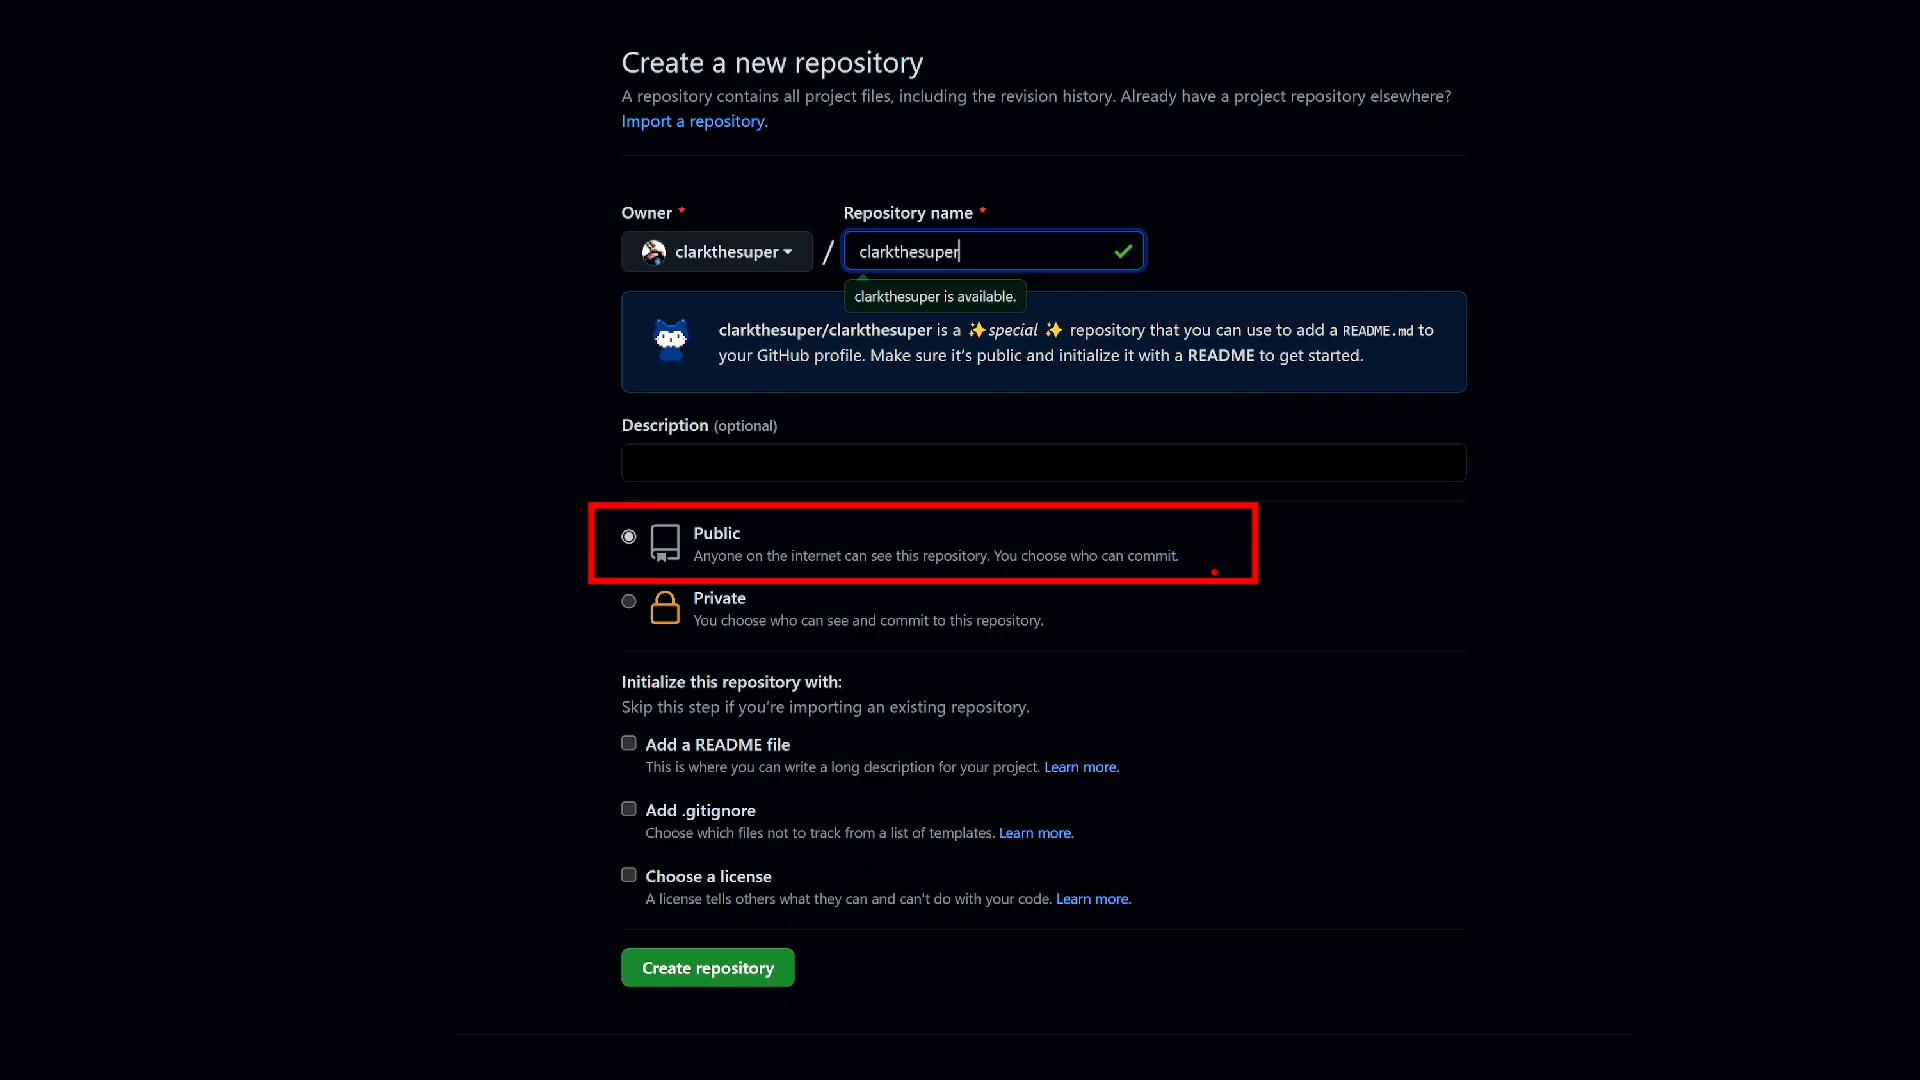 Create a new repository
A repository contains all project files, including the revision history. Already have a project repository elsewhere?
Import a repository.
Owner * Repository name *
clarkthesuper / clarkthesuper
clarkthesuper is available.
clarkthesuper/clarkthesuper is a ✨special ✨ repository that you can use to add a README.md to
your GitHub profile. Make sure it's public and initialize it with a README to get started.
Description (optional)
Public
Anyone on the internet can see this repository. You choose who can commit.
Private
You choose who can see and commit to this repository.
Initialize this repository with:
Skip this step if you're importing an existing repository.
Add a README file
This is where you can write a long description for your project. Learn more.
Add .gitignore
Choose which files not to track from a list of templates. Learn more.
Choose a license
A license tells others what they can and can't do with your code. Learn more.
Create repository